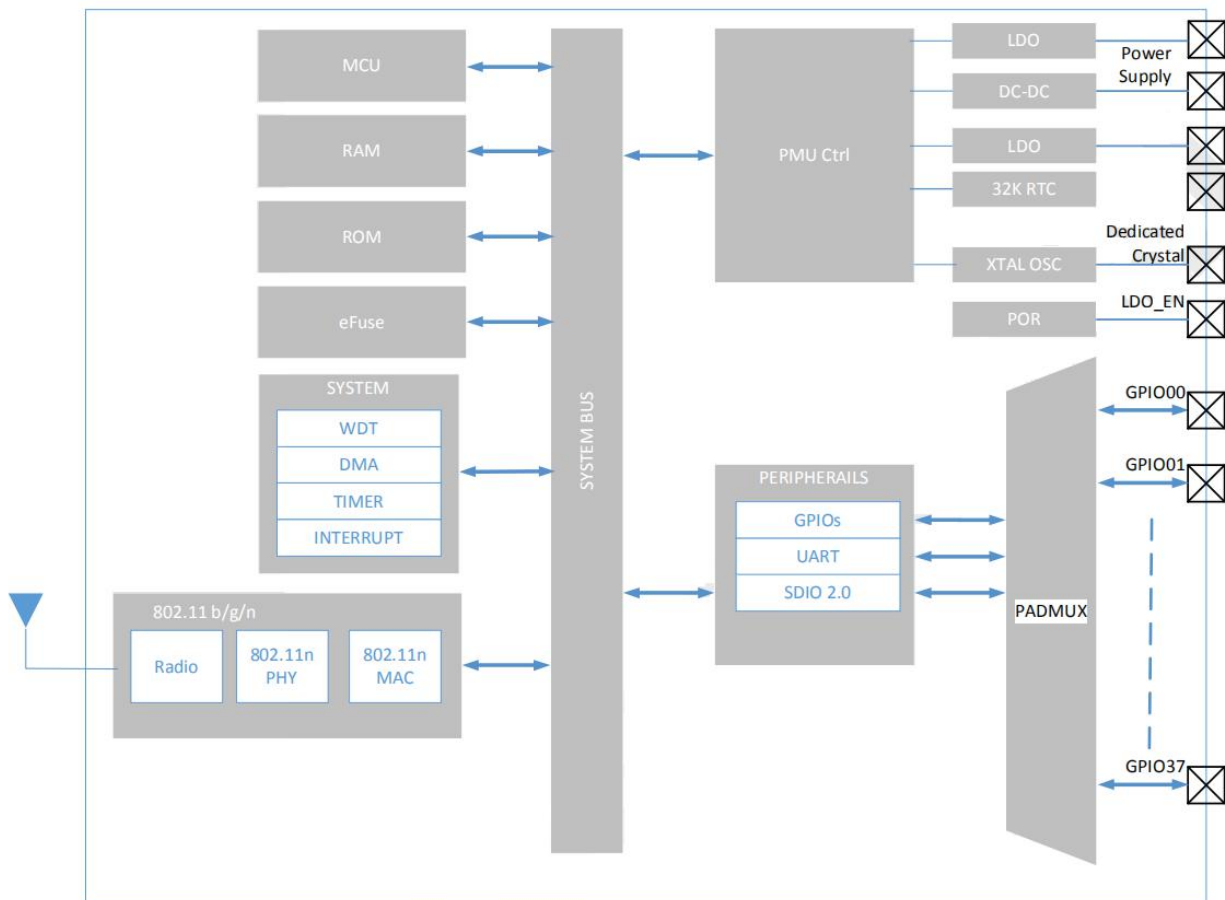 MCU
RAM
ROM
eFuse
SYSTEM
WDT
DMA
TIMER
INTERRUPT
802.11 b/g/n
Radio
802.11n
PHY
802.11n
MAC
SYSTEM BUS
PMU Ctrl
LDO
DC-DC
LDO
32K RTC
XTAL OSC
POR
Power
Supply
Dedicated
Crystal
LDO_EN
PERIPHERAILS
GPIOs
UART
SDIO 2.0
PADMUX
GPIO00
GPIO01
GPIO37